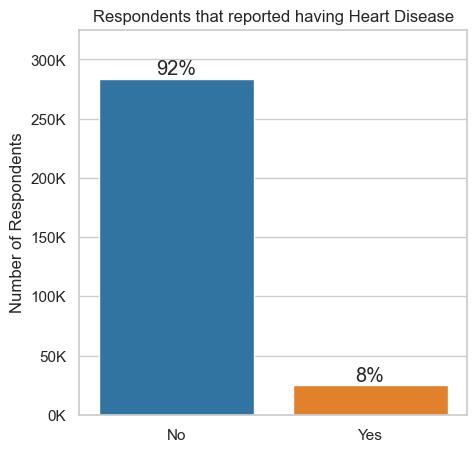 Respondents that reported having Heart Disease
Number of Respondents
300K
250K
200K
150K
100K
50K
0K
92%
8%
No
Yes